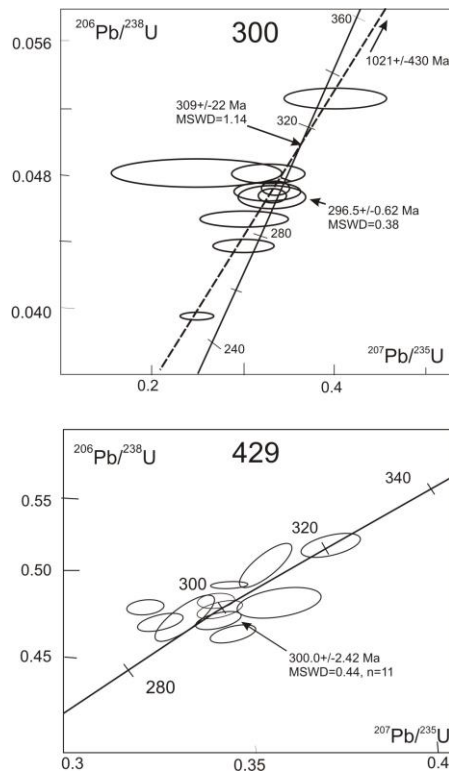 0.056
²⁰⁶Pb/²³⁸U
300
360
1021+/-430 Ma
309+/-22 Ma
MSWD=1.14
320
0.048
296.5+/-0.62 Ma
MSWD=0.38
280
0.040
240
²⁰⁷Pb/²³⁵U
0.2
0.4
²⁰⁶Pb/²³⁸U
429
0.55
340
320
0.50
300
0.45
300.0+/-2.42 Ma
MSWD=0.44, n=11
280
²⁰⁷Pb/²³⁵U
0.3
0.35
0.4